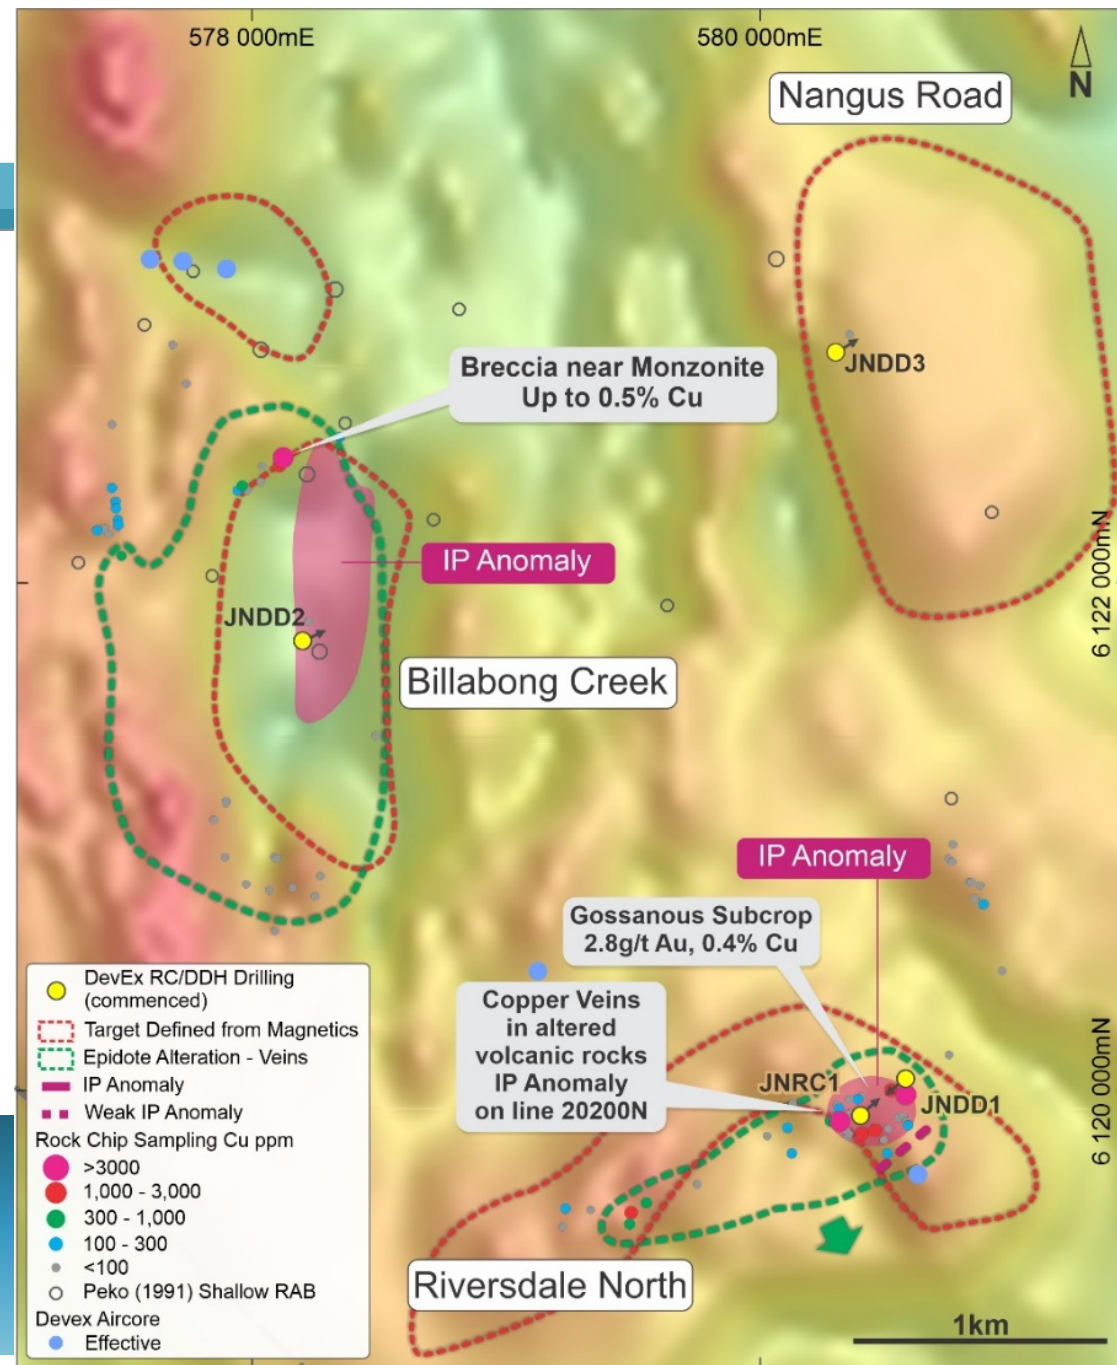 578 000mE
580 000mE
N
Nangus Road
Breccia near Monzonite
Up to 0.5% Cu
JNDD3
IP Anomaly
6 122 000mN
JNDD2
Billabong Creek
IP Anomaly
Gossanous Subcrop
2.8g/t Au, 0.4% Cu
Copper Veins
in altered
volcanic rocks
IP Anomaly
on line 20200N
JNRC1
JNDD1
6 120 000mN
Riversdale North
1km
DevEx RC/DDH Drilling
(commenced)
Target Defined from Magnetics
Epidote Alteration - Veins
IP Anomaly
Weak IP Anomaly
Rock Chip Sampling Cu ppm
>3000
1,000 - 3,000
300 - 1,000
100 - 300
<100
Peko (1991) Shallow RAB
Devex Aircore
Effective